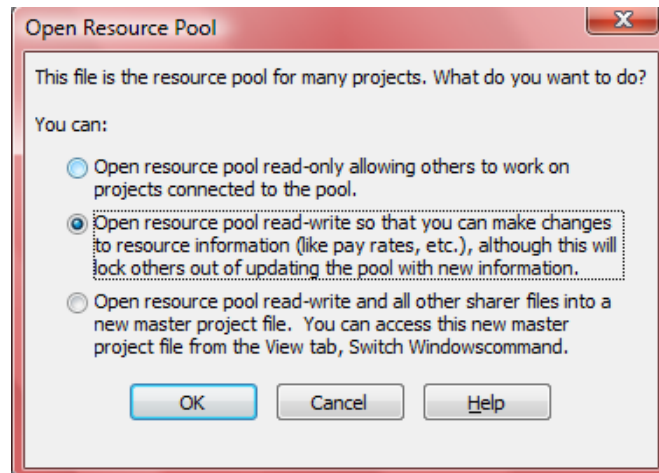 Open Resource Pool
This file is the resource pool for many projects. What do you want to do?
You can:
Open resource pool read-only allowing others to work on
projects connected to the pool.
Open resource pool read-write so that you can make changes
to resource information (like pay rates, etc.), although this will
lock others out of updating the pool with new information.
Open resource pool read-write and all other sharer files into a
new master project file.  You can access this new master
project file from the View tab, Switch Windowscommand.
OK Cancel Help